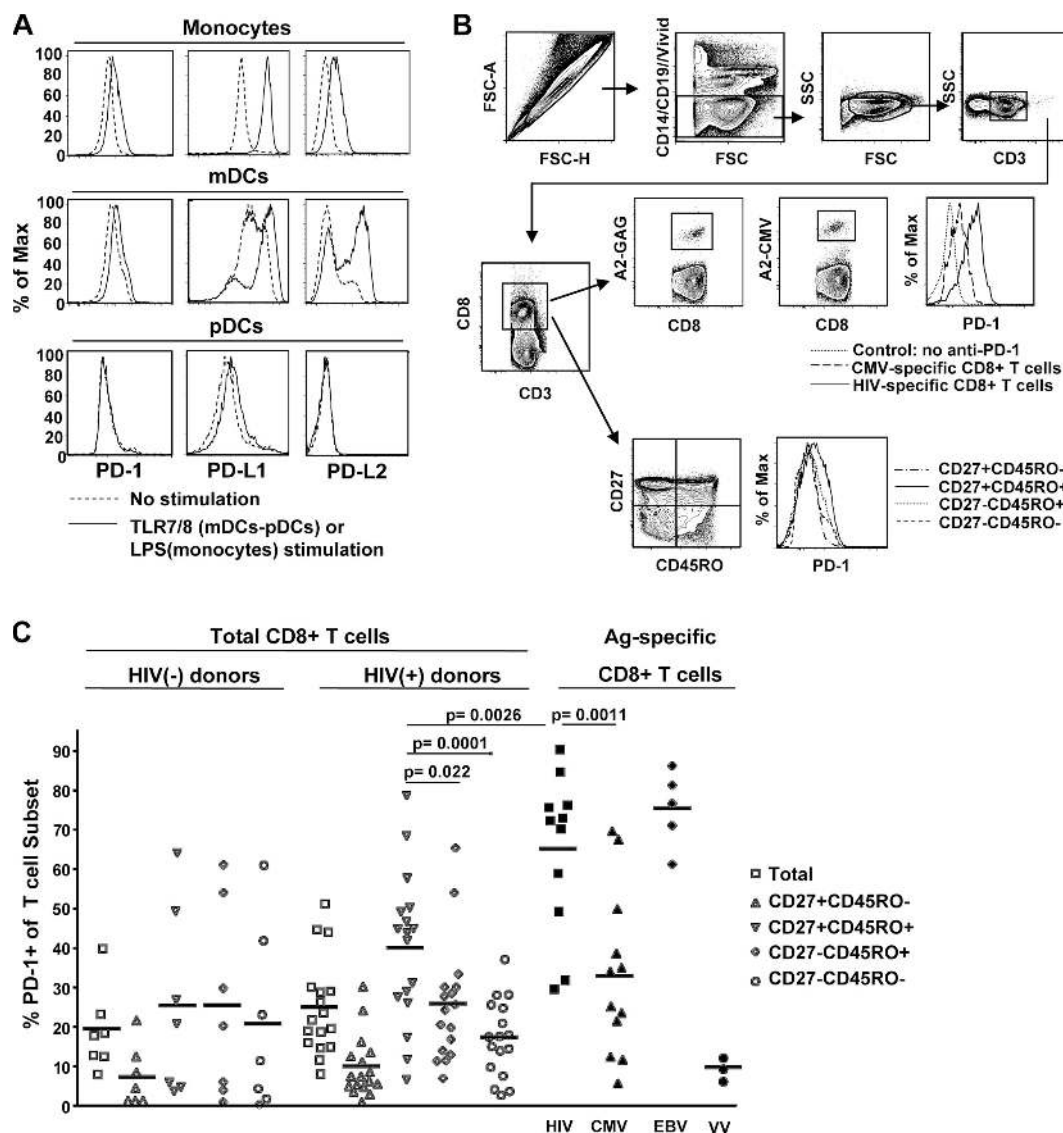 A
Monocytes
100
80
60
40
20
0
mDCs
100
80
60
40
20
0
% of Max
pDCs
100
80
60
40
20
0
PD-1 PD-L1 PD-L2
No stimulation
TLR7/8 (mDCs-pDCs) or
LPS(monocytes) stimulation
B
FSC-A
FSC-H
CD14/CD19//Vivid
FSC
SSC
FSC
SSC
CD3
CD8
CD3
A2-GAG
CD8
A2-CMV
CD8
% of Max
PD-1
Control: no anti-PD-1
CMV-specific CD8+ T cells
HIV-specific CD8+ T cells
CD27
CD45RO
% of Max
PD-1
CD27+CD45RO-
CD27+CD45RO+
CD27-CD45RO+
CD27-CD45RO-
C
Total CD8+ T cells
Ag-specific
HIV(-) donors HIV(+) donors CD8+ T cells
p= 0.0026 p= 0.0011
p= 0.0001
p= 0.022
% PD-1+ of T cell Subset
90
80
70
60
50
40
30
20
10
0
Total
CD27+CD45RO-
CD27+CD45RO+
CD27-CD45RO+
CD27-CD45RO-
HIV CMV EBV VV